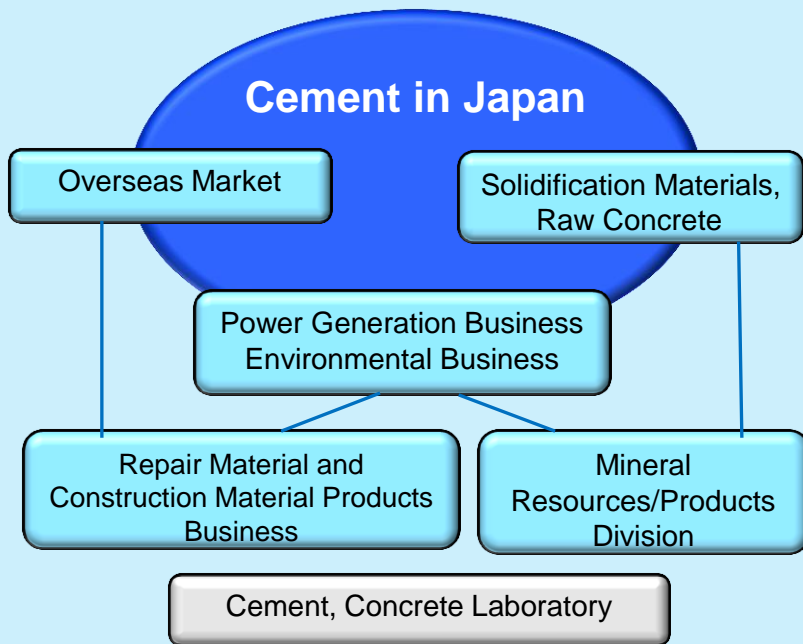 Cement in Japan
Overseas Market
Solidification Materials,
Raw Concrete
Power Generation Business
Environmental Business
Repair Material and
Construction Material Products
Business
Mineral
Resources/Products
Division
Cement, Concrete Laboratory